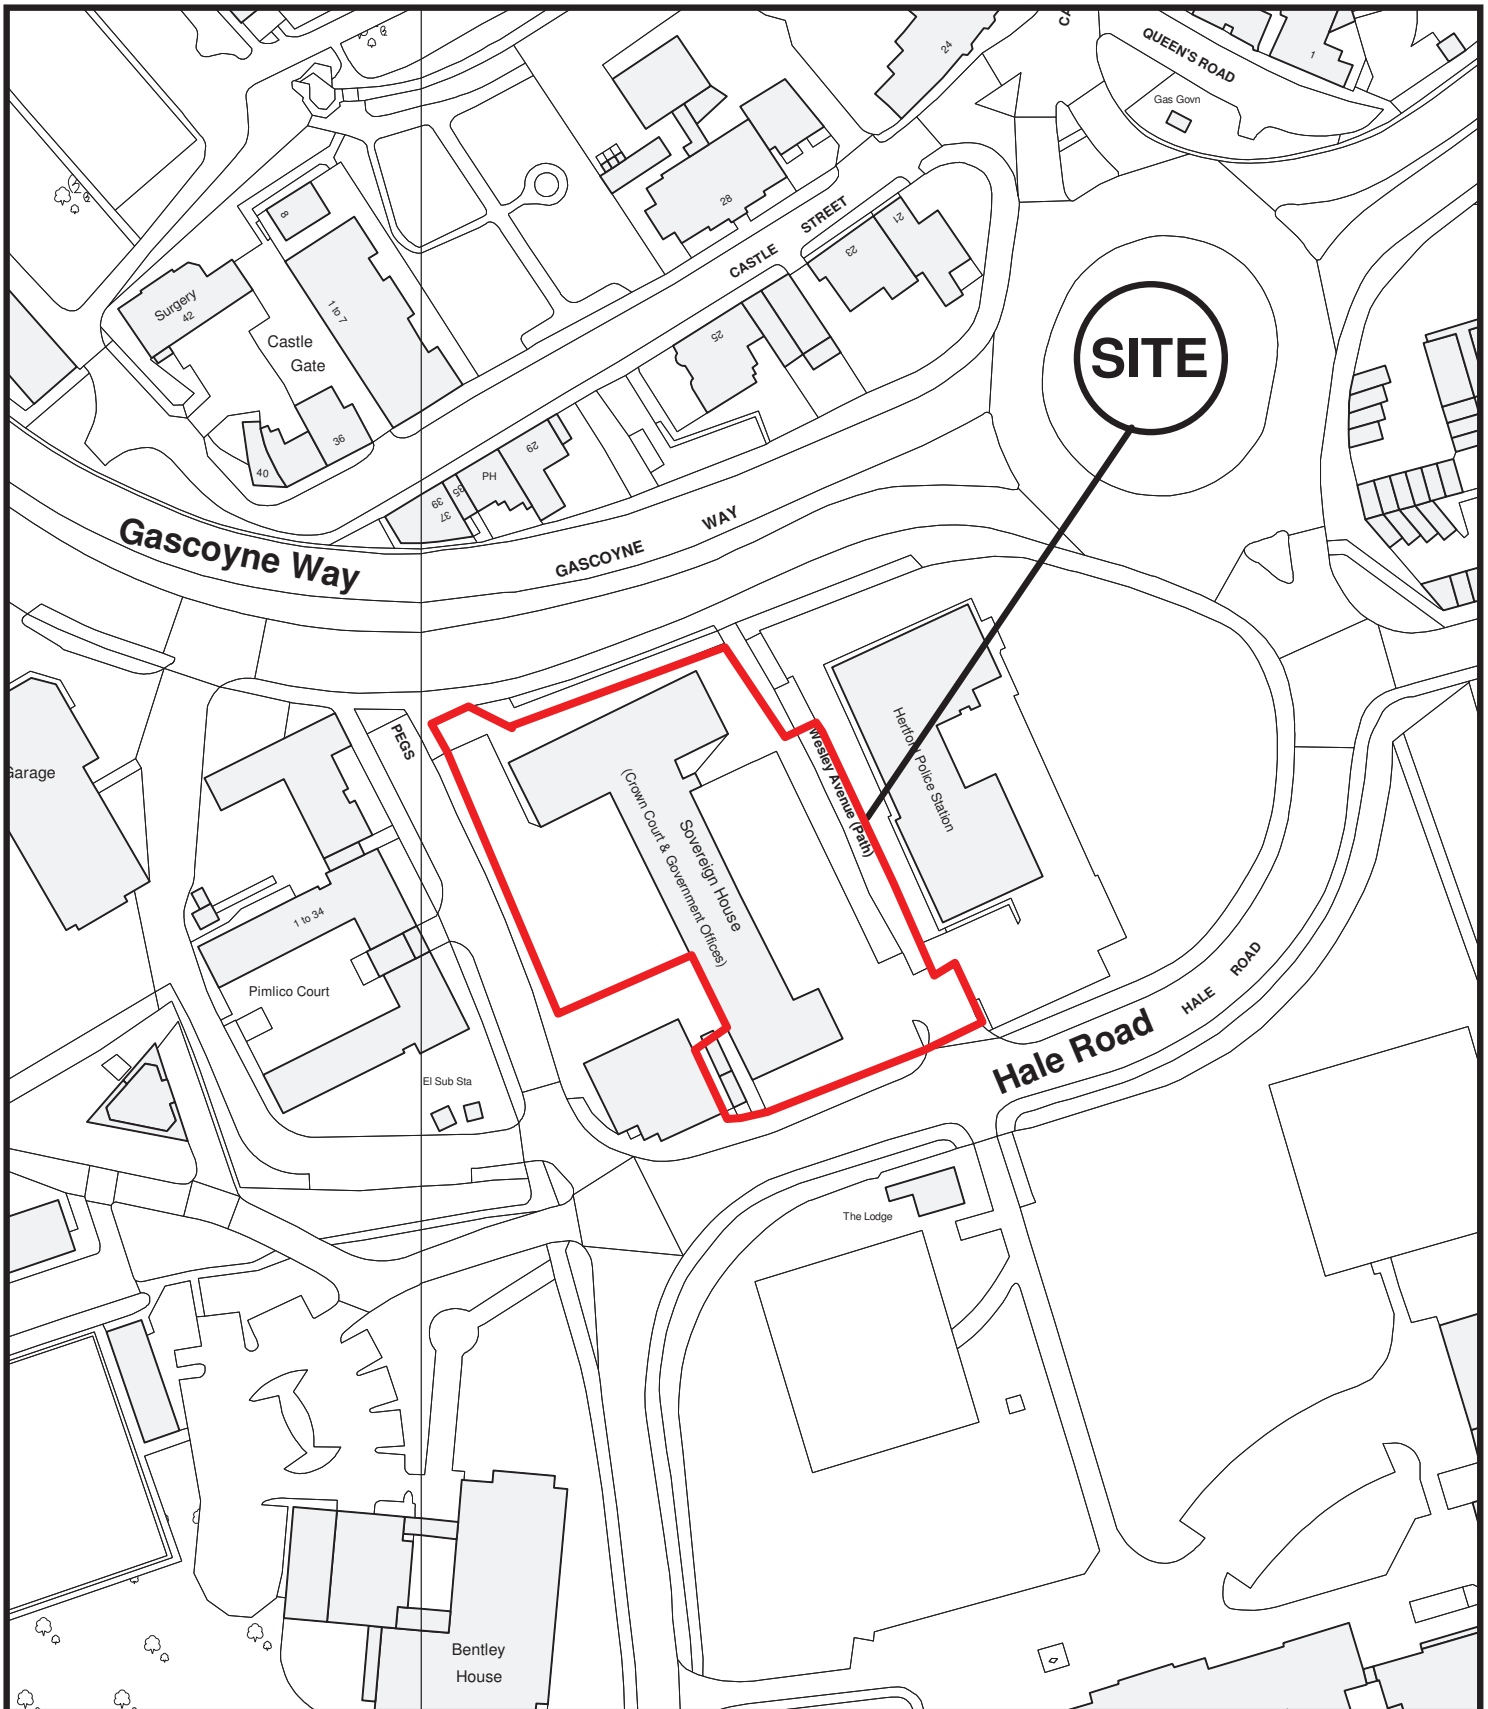 QUEEN'S ROAD
1
24
Gas Govn
8
28
CASTLE STREET
21
23
Surgery
42
1 to 7
Castle
Gate
25
SITE
36
40
29
PH
35
39
37
Gascoyne Way
GASCOYNE WAY
PEGS
Garage
Hertford Police Station
Wesley Avenue (Path)
Sovereign House
(Crown Court & Government Offices)
1 to 34
Pimlico Court
El Sub Sta
HALE ROAD
Hale Road
The Lodge
Bentley
House